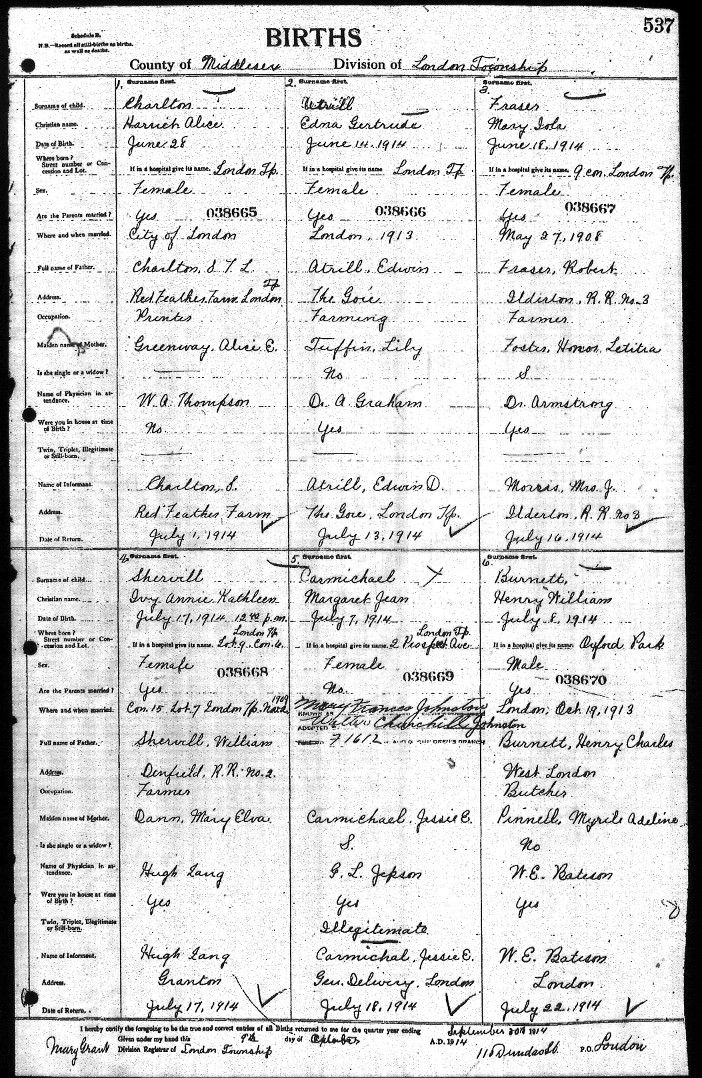 537
Schedule B.
N.B.—Record all still-births as births.
as well as deaths.
BIRTHS
County of Middlesex Division of London Township
1. Surname first. 2. Surname first. 3. Surname first.
Surname of child. Charlton Atrill Fraser
Christian name. Harriet Alice Edna Gertrude Mary Iola
Date of Birth. June 28 June 14. 1914 June 18, 1914
Where born?
Street number or Con-
cession and Lot. If in a hospital give its name. London Tp. If in a hospital give its name. London Tp If in a hospital give its name. 9 con. London Tp.
Sex. Female Female Female
Are the Parents married? Yes 038665 Yes 038666 Yes 038667
Where and when married. City of London London, 1913 May 27, 1908
Full name of Father. Charlton, S. T. L. Atrill, Edwin Fraser, Robert
Address. Red Feather Farm London Tp The Gore Ilderton, R.R. No-3
Occupation. Printer Farming Farmer
Maiden name of Mother. Greenway, Alice E. Tuffin, Lily Foster, Honor Letitia
Is she single or a widow? No S
Name of Physician in at-
tendance. W. A. Thompson D. A Graham Dr. Armstrong
Were you in house at time
of Birth? No. Yes Yes
Twin, Triplet, Illegitimate
or Still-born.
Name of Informant. Charlton, S. Atrill, Edwin D. Morris, Mrs. J.
Address. Red Feather Farm The Gore, London Tp. Ilderton, R.R. no 3
Date of Return. July 1, 1914 July 13, 1914 July 16, 1914
4. Surname first. 5. Surname first. 6. Surname first.
Surname of child. Shervill Carmichael Burnett,
Christian name. Ivy Annie Kathleen Margaret Jean Henry William
Date of Birth. July 17, 1914 12 p.m. July 7, 1914 July 8, 1914
Where born?
Street number or Con-
cession and Lot. If in a hospital give its name. London Tp. Lot 9. Con. 6. If in a hospital give its name. London Tp. 2 Prospect Ave If in a hospital give its name. Oxford Park
Sex. Female 038668 Female 038669 Male 038670
Are the Parents married? Yes No. Yes
Where and when married. Con. 15. Lot 7 London Tp. 1909 Mary Frances Johnston London, Oct. 19, 1913
ADOPTED Walter Churchill Johnston
Full name of Father. Shervill, William 71612 Burnett, Henry Charles
Address. Denfield, R.R. No. 2. West London
Occupation. Farmer Butcher
Maiden name of Mother. Dann, Mary Elva Carmichael, Jessie E. Pinnell, Myrile Adeline
Is she single or a widow? S. No
Name of Physician in at-
tendance. Hugh Lang G. L. Jepson W. E. Bateson
Were you in house at time
of Birth? Yes Yes Yes
Twin, Triplet, Illegitimate
or Still-born. Illegitimate
Name of Informant. Hugh Lang Carmichal, Jessie E. W. E. Bateson
Address. Granton Gen. Delivery, London London
Date of Return. July 17, 1914 July 18, 1914 July 22, 1914
I hereby certify the foregoing to be the true and correct entries of all Births returned to me for the quarter year ending September 30th 1914
Given under my hand this 9th day of October A.D. 1914
Mary Grant Division Registrar of London Township 110 Dundas St. P.O. London